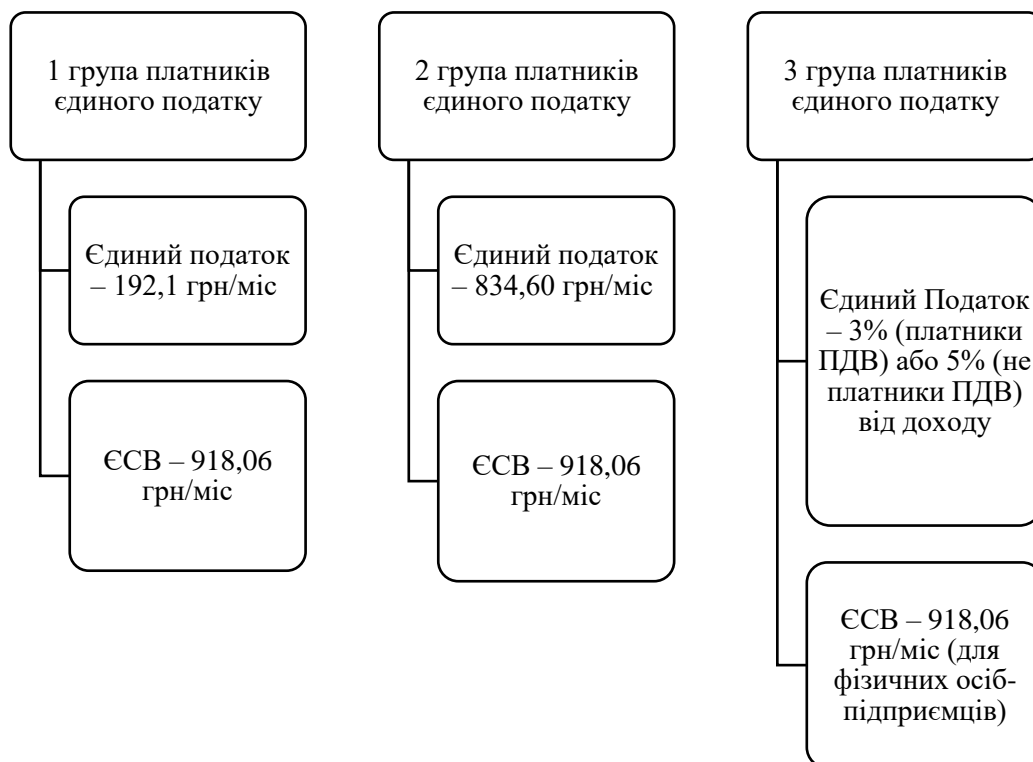 1 група платників
єдиного податку
Єдиний податок
– 192,1 грн/міс
ЄСВ – 918,06
грн/міс
2 група платників
єдиного податку
Єдиний податок
– 834,60 грн/міс
ЄСВ – 918,06
грн/міс
3 група платників
єдиного податку
Єдиний Податок
– 3% (платники
ПДВ) або 5% (не
платники ПДВ)
від доходу
ЄСВ – 918,06
грн/міс (для
фізичних осіб-
підприємців)